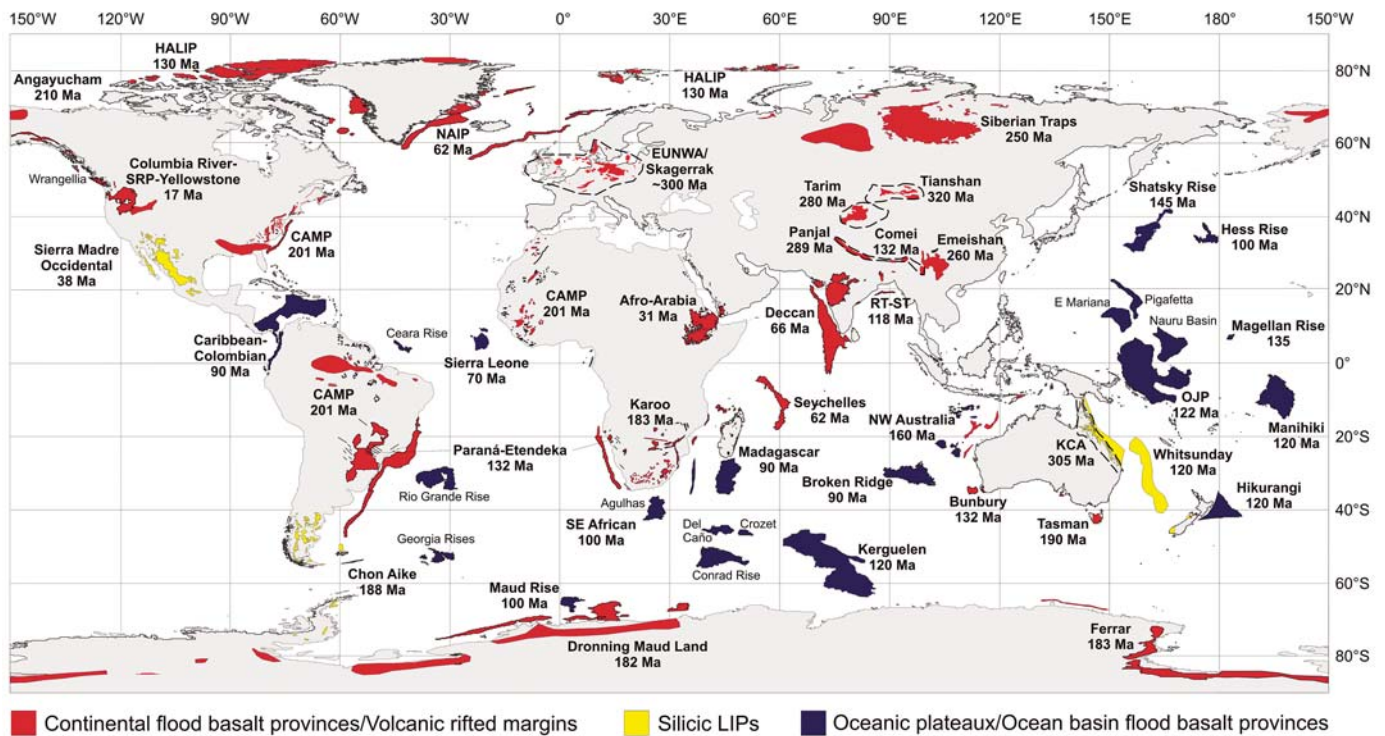 150W 120°W 90°W 60°W 30°W 0° 30°E 60°E 90°E 120°E 150°E 180° 150W
HALIP
130 Ma
Angayucham
210 Ma
HALIP
130 Ma
80°N
NAIP
62 Ma
Siberian Traps
250 Ma
60°N
Columbia River-
SRP-Yellowstone
17 Ma
Wrangellia
EUNWA/
Skagerrak
~300 Ma
Tarim
280 Ma
Tianshan
320 Ma
Shatsky Rise
145 Ma
40°N
Sierra Madre
Occidental
38 Ma
CAMP
201 Ma
Panjal
289 Ma
Comei
132 Ma
Emeishan
260 Ma
Hess Rise
100 Ma
CAMP
201 Ma
Afro-Arabia
31 Ma
Deccan
66 Ma
RT-ST
118 Ma
E Mariana
Pigafetta
20°N
Nauru Basin
Magellan Rise
135
Caribbean-
Colombian
90 Ma
Ceara Rise
Sierra Leone
70 Ma
0°
CAMP
201 Ma
Karoo
183 Ma
Seychelles
62 Ma
NW Australia
160 Ma
OJP
122 Ma
Manihiki
120 Ma
20°S
Paraná-Etendeka
132 Ma
Madagascar
90 Ma
KCA
305 Ma
Whitsunday
120 Ma
Rio Grande Rise
Broken Ridge
90 Ma
Bunbury
132 Ma
Hikurangi
120 Ma
Agulhas
SE African
100 Ma
Tasman
190 Ma
40°S
Georgia Rises
Del
Caño
Crozet
Conrad Rise
Kerguelen
120 Ma
Chon Aike
188 Ma
Maud Rise
100 Ma
60°S
Dronning Maud Land
182 Ma
Ferrar
183 Ma
80°S
Continental flood basalt provinces/Volcanic rifted margins Silicic LIPs Oceanic plateaux/Ocean basin flood basalt provinces